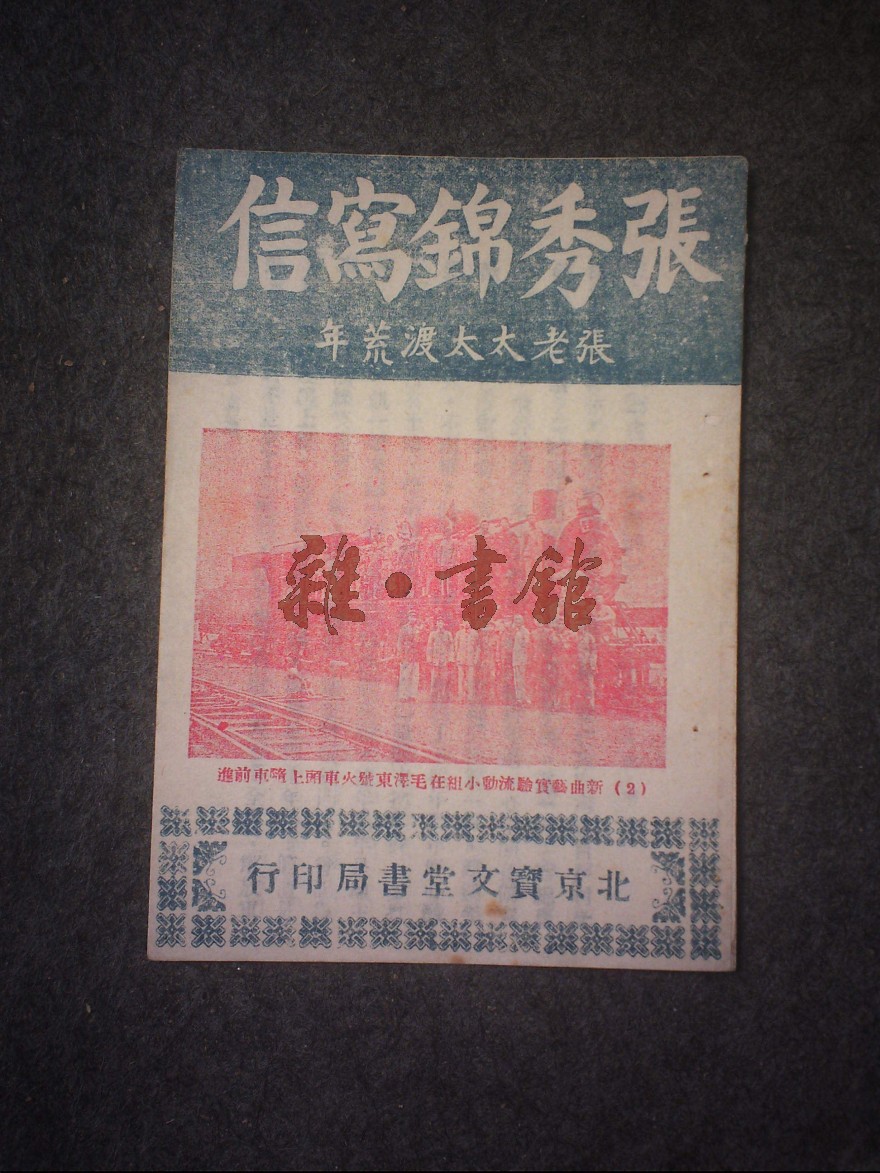 張秀錦寫信
張老太太渡荒年
雜·書館
(2) 新曲藝實驗流動小組在毛澤東號火車頭上隨車前進
北京寶文堂書局印行